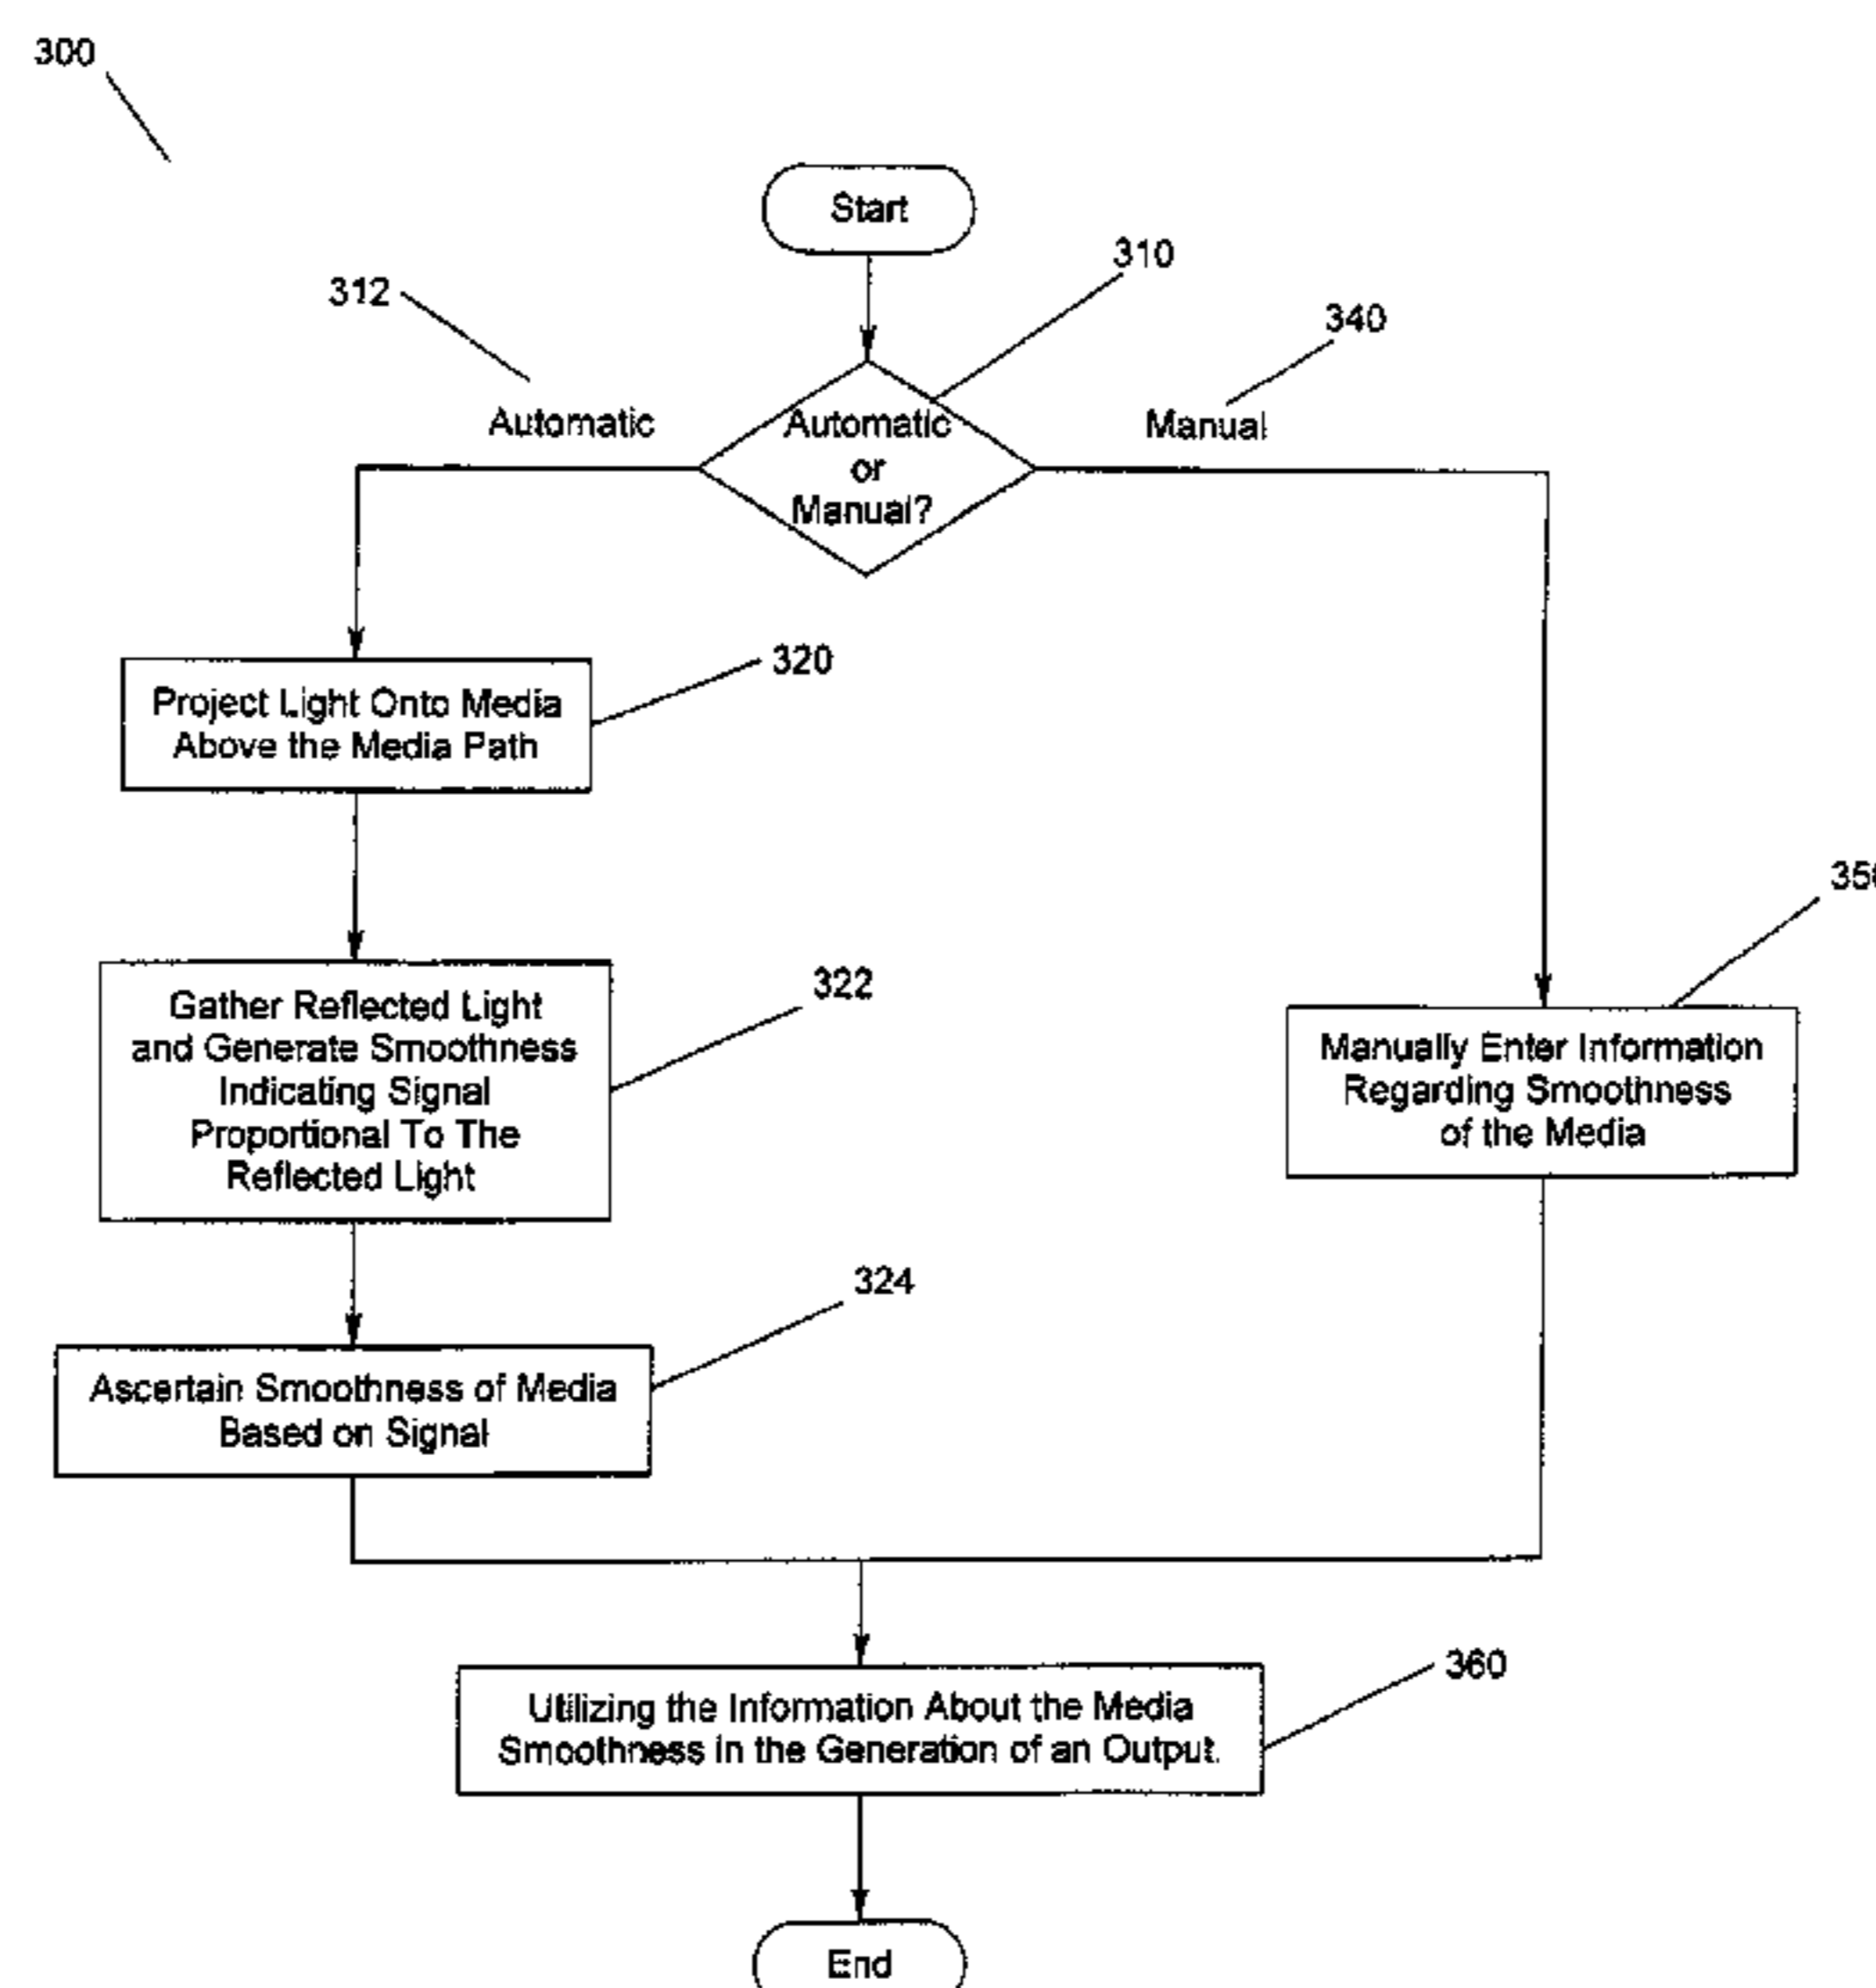 300
Start
310
312
340
Automatic
Automatic
or
Manual?
Manual
320
Project Light Onto Media
Above the Media Path
322
Gather Reflected Light
and Generate Smoothness
Indicating Signal
Proportional To The
Reflected Light
Manually Enter Information
Regarding Smoothness
of the Media
324
Ascertain Smoothness of Media
Based on Signal
360
Utilizing the Information About the Media
Smoothness in the Generation of an Output.
End